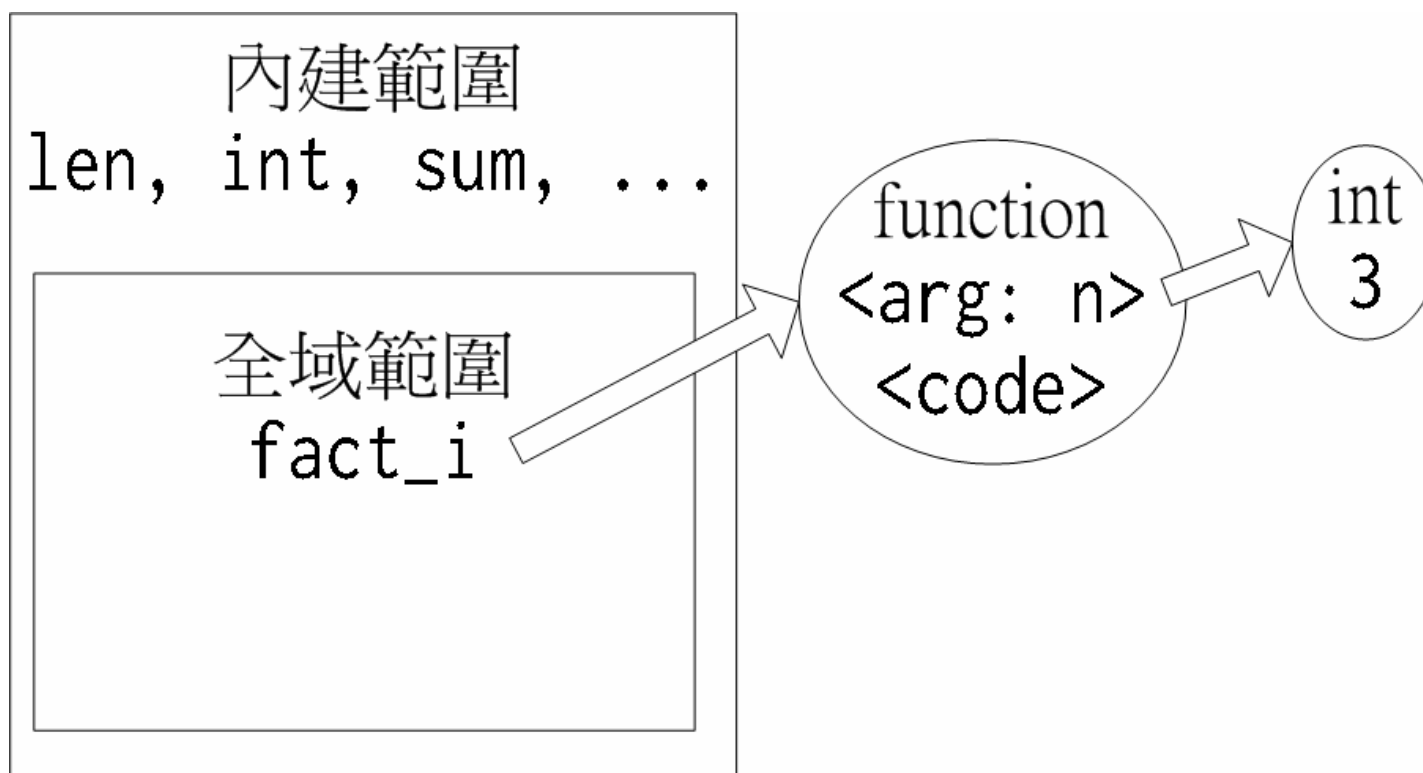 內建範圍
len, int, sum, ...
全域範圍
fact_i
function
<arg: n>
<code>
int
3